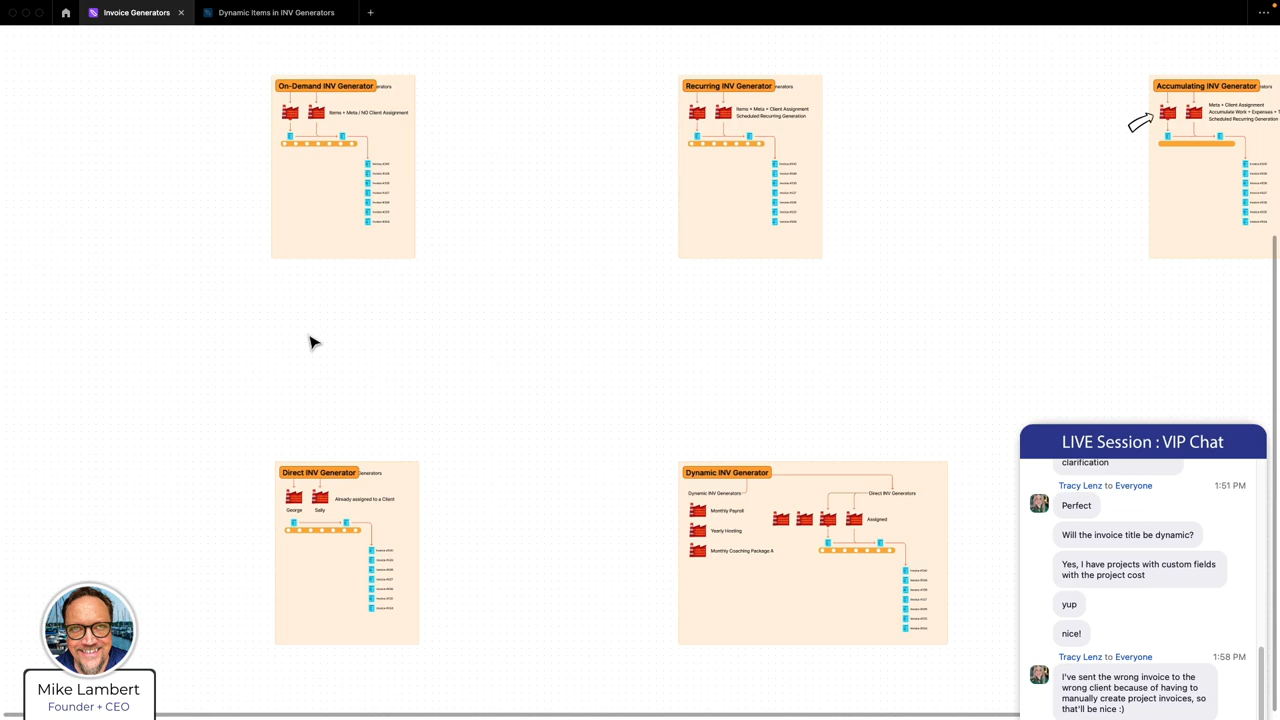 Invoice Generators
Dynamic Items in INV Generators
On-Demand INV Generator
Items + Meta / NO Client Assignment
Recurring INV Generator
Items + Meta + Client Assignment
Scheduled Recurring Generation
Accumulating INV Generator
Meta + Client Assignment
Accumulate Work + Expenses + T
Scheduled Recurring Generation
Direct INV Generator
Already assigned to a Client
George
Sally
Dynamic INV Generator
Dynamic INV Generators
Direct INV Generators
Monthly Payroll
Assigned
Yearly Hosting
Monthly Coaching Package A
LIVE Session : VIP Chat
clarification
Tracy Lenz to Everyone 1:51 PM
Perfect
Will the invoice title be dynamic?
Yes, I have projects with custom fields
with the project cost
yup
nice!
Tracy Lenz to Everyone 1:58 PM
I've sent the wrong invoice to the
wrong client because of having to
manually create project invoices, so
that'll be nice :)
Mike Lambert
Founder + CEO